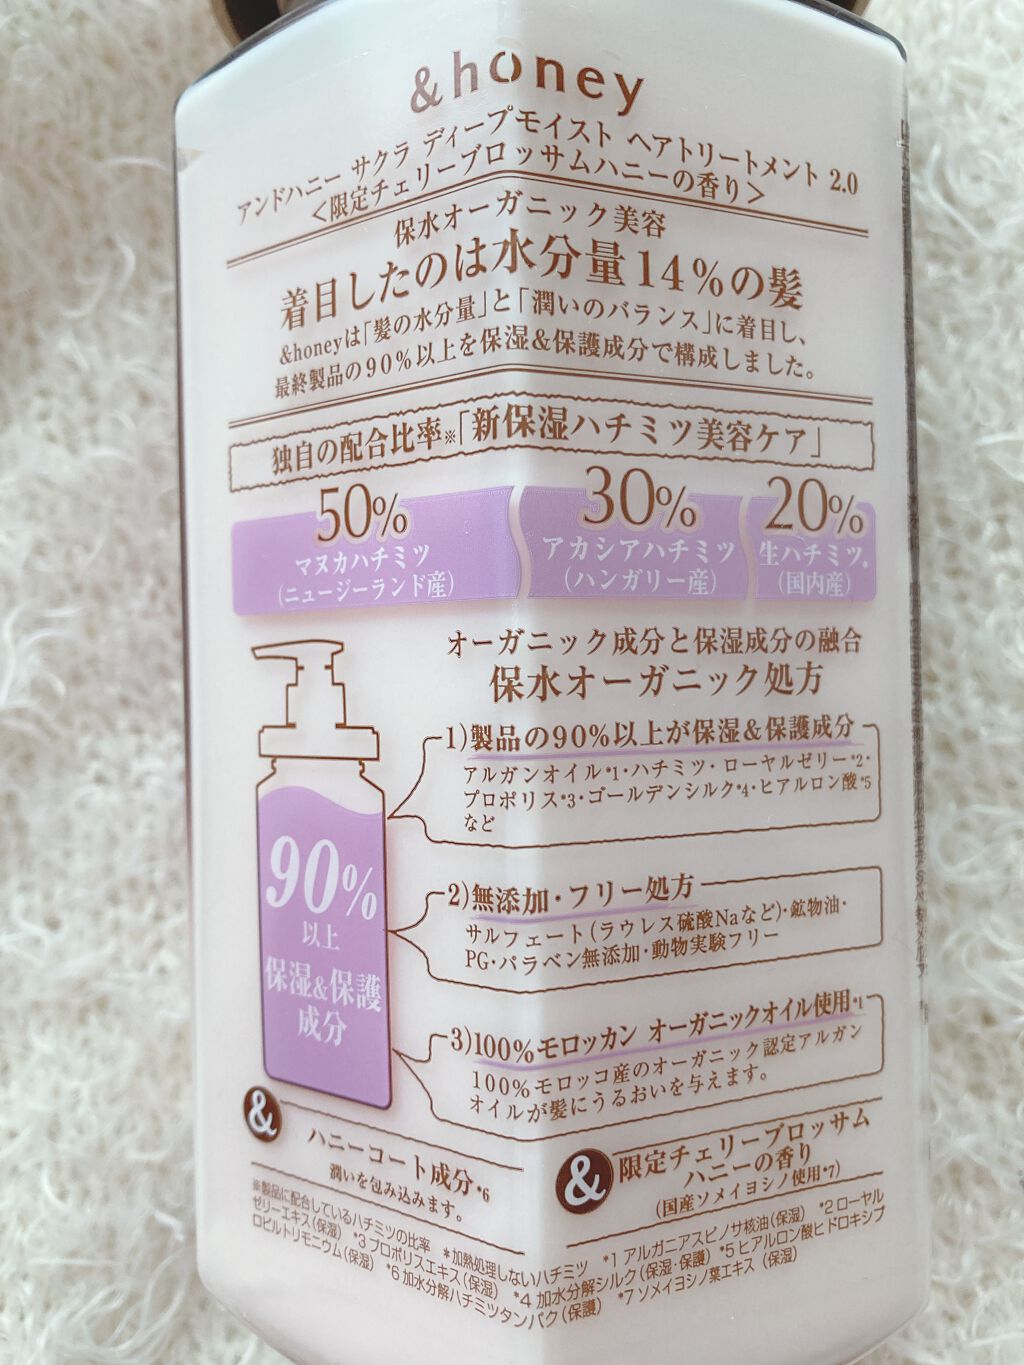 &honey
アンドハニー サクラ ディープモイスト ヘアトリートメント 2.0
<限定チェリーブロッサムハニーの香り>
保水オーガニック美容
着目したのは水分量14%の髪
&honeyは「髪の水分量」と「潤いのバランス」に着目し、
最終製品の90%以上を保湿&保護成分で構成しました。
独自の配合比率※「新保湿ハチミツ美容ケア」
50%
マヌカハチミツ
(ニュージーランド産)
30%
アカシアハチミツ
(ハンガリー産)
20%
生ハチミツ*
(国内産)
オーガニック成分と保湿成分の融合
保水オーガニック処方
1)製品の90%以上が保湿&保護成分
アルガンオイル*1・ハチミツ・ローヤルゼリー*2・
プロポリス*3・ゴールデンシルク*4・ヒアルロン酸*5
など
90%
以上
保湿&保護
成分
2)無添加・フリー処方
サルフェート(ラウレス硫酸Naなど)・鉱物油・
PG・パラベン無添加・動物実験フリー
3)100%モロッカン オーガニックオイル使用*1
100%モロッコ産のオーガニック認定アルガン
オイルが髪にうるおいを与えます。
& ハニーコート成分*6
潤いを包み込みます。
& 限定チェリーブロッサム
ハニーの香り
(国産ソメイヨシノ使用*7)
※製品に配合しているハチミツの比率 *加熱処理しないハチミツ *1 アルガニアスピノサ核油(保湿) *2 ローヤル
ゼリーエキス(保湿) *3 プロポリスエキス(保湿) *4 加水分解シルク(保湿・保護) *5 ヒアルロン酸ヒドロキシプ
ロピルトリモニウム(保湿) *6 加水分解ハチミツタンパク(保護) *7 ソメイヨシノ葉エキス(保湿)